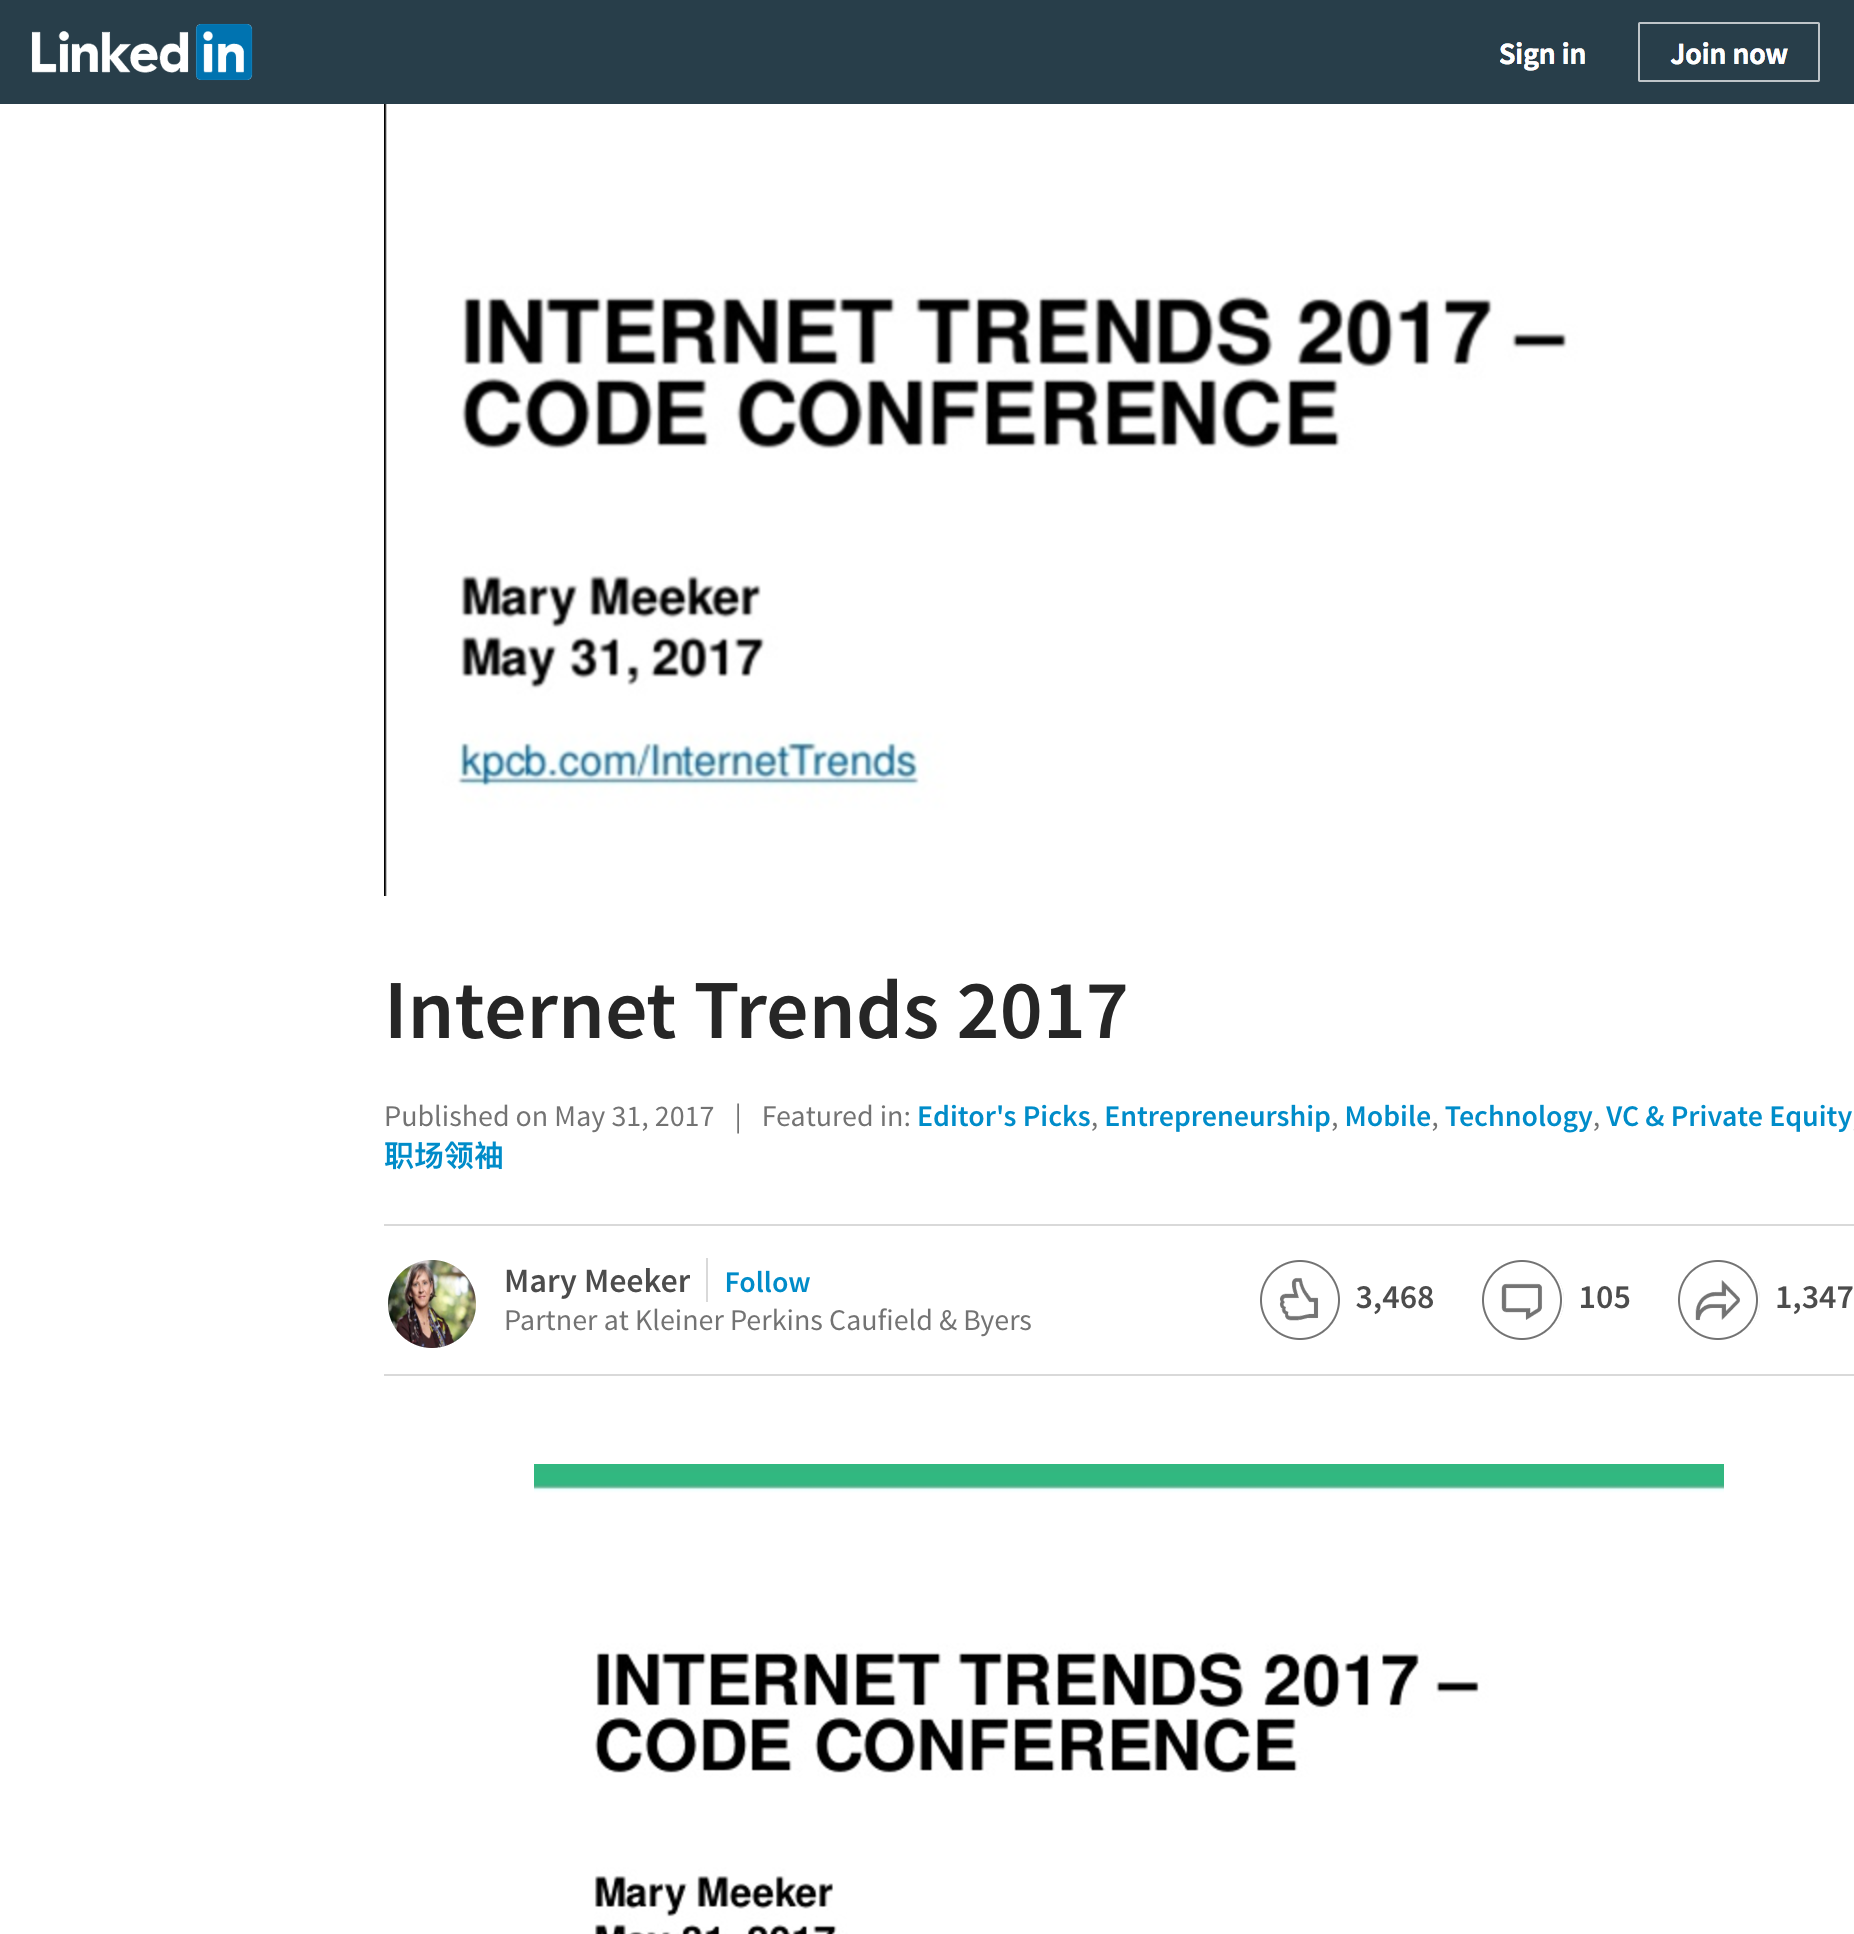 Linked in
Sign in
Join now
INTERNET TRENDS 2017 –
CODE CONFERENCE
Mary Meeker
May 31, 2017
kpcb.com/InternetTrends
Internet Trends 2017
Published on May 31, 2017 | Featured in: Editor's Picks, Entrepreneurship, Mobile, Technology, VC & Private Equity
职场领袖
Mary Meeker Follow
Partner at Kleiner Perkins Caufield & Byers
3,468
105
1,347
INTERNET TRENDS 2017 –
CODE CONFERENCE
Mary Meeker
May 31, 2017